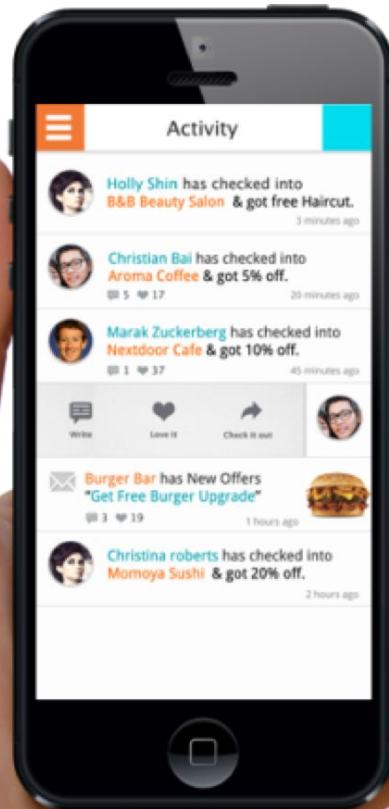 Activity
Holly Shin has checked into
B&B Beauty Salon & got free Haircut.
3 minutes ago
Christian Bai has checked into
Aroma Coffee & got 5% off.
5 17 20 minutes ago
Marak Zuckerberg has checked into
Nextdoor Cafe & got 10% off.
1 37 45 minutes ago
Write Love it Check it out
Burger Bar has New Offers
“Get Free Burger Upgrade”
3 19 1 hours ago
Christina roberts has checked into
Momoya Sushi & got 20% off.
2 hours ago